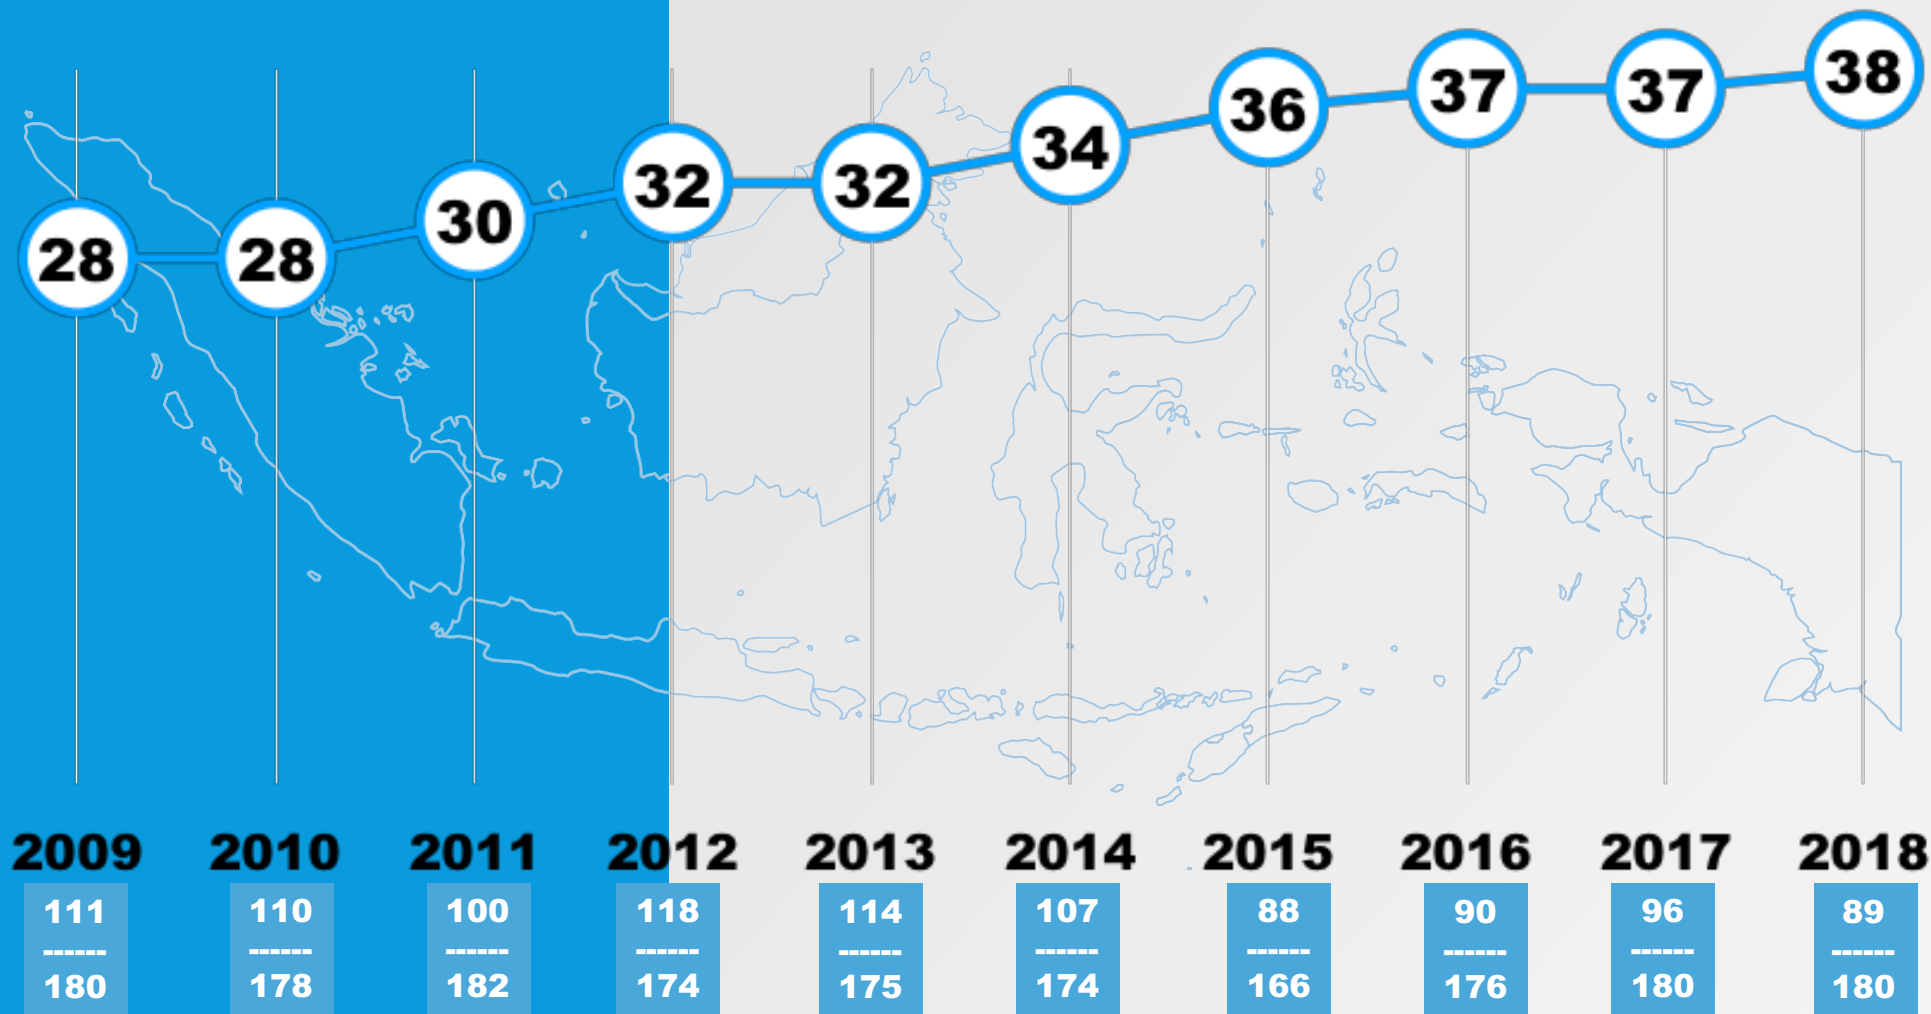 28 28 30 32 32 34 36 37 37 38
2009 2010 2011 2012 2013 2014 2015 2016 2017 2018
111 110 100 118 114 107 88 90 96 89
------ ------ ------ ------ ------ ------ ------ ------ ------ ------
180 178 182 174 175 174 166 176 180 180